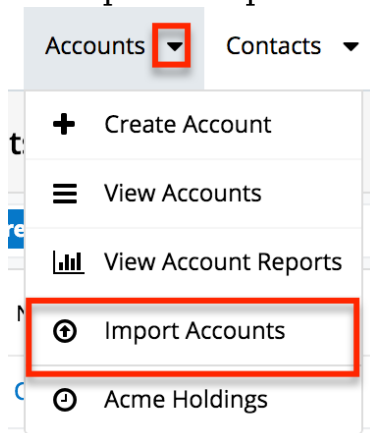 Accounts Contacts
Create Account
View Accounts
View Account Reports
Import Accounts
Acme Holdings